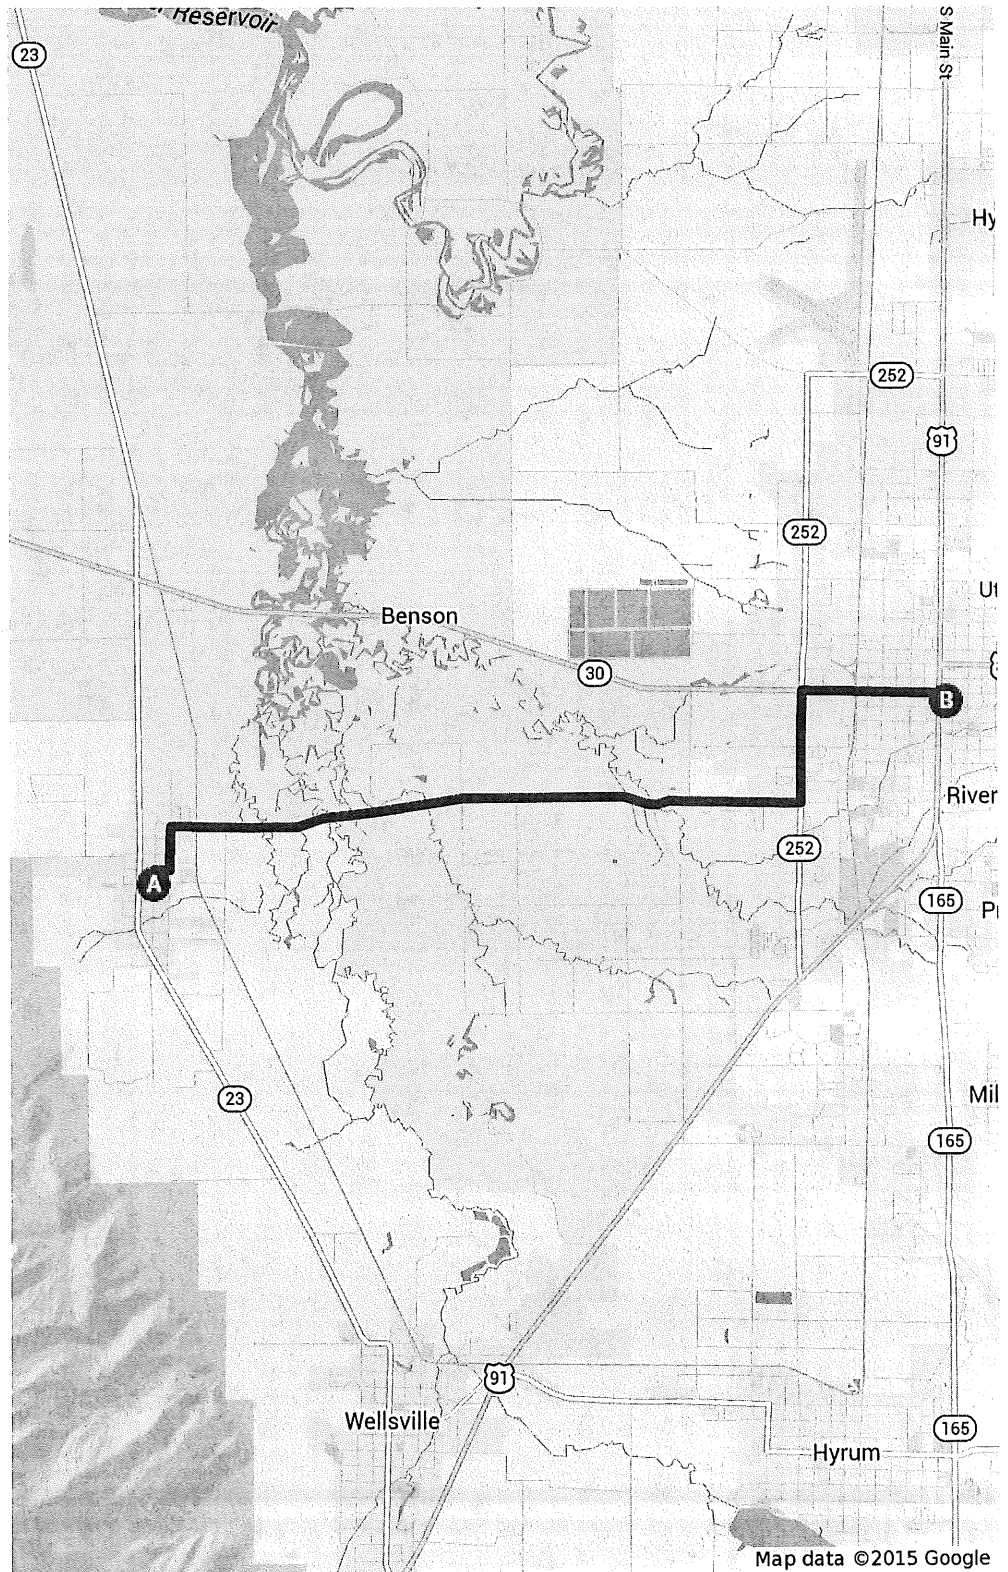 Reservoir
23
S Main St
Hy
252
91
252
Ut
Benson
30
B
River
252
A
165
Pr
23
Mil
165
91
Wellsville
165
Hyrum
Map data ©2015 Google